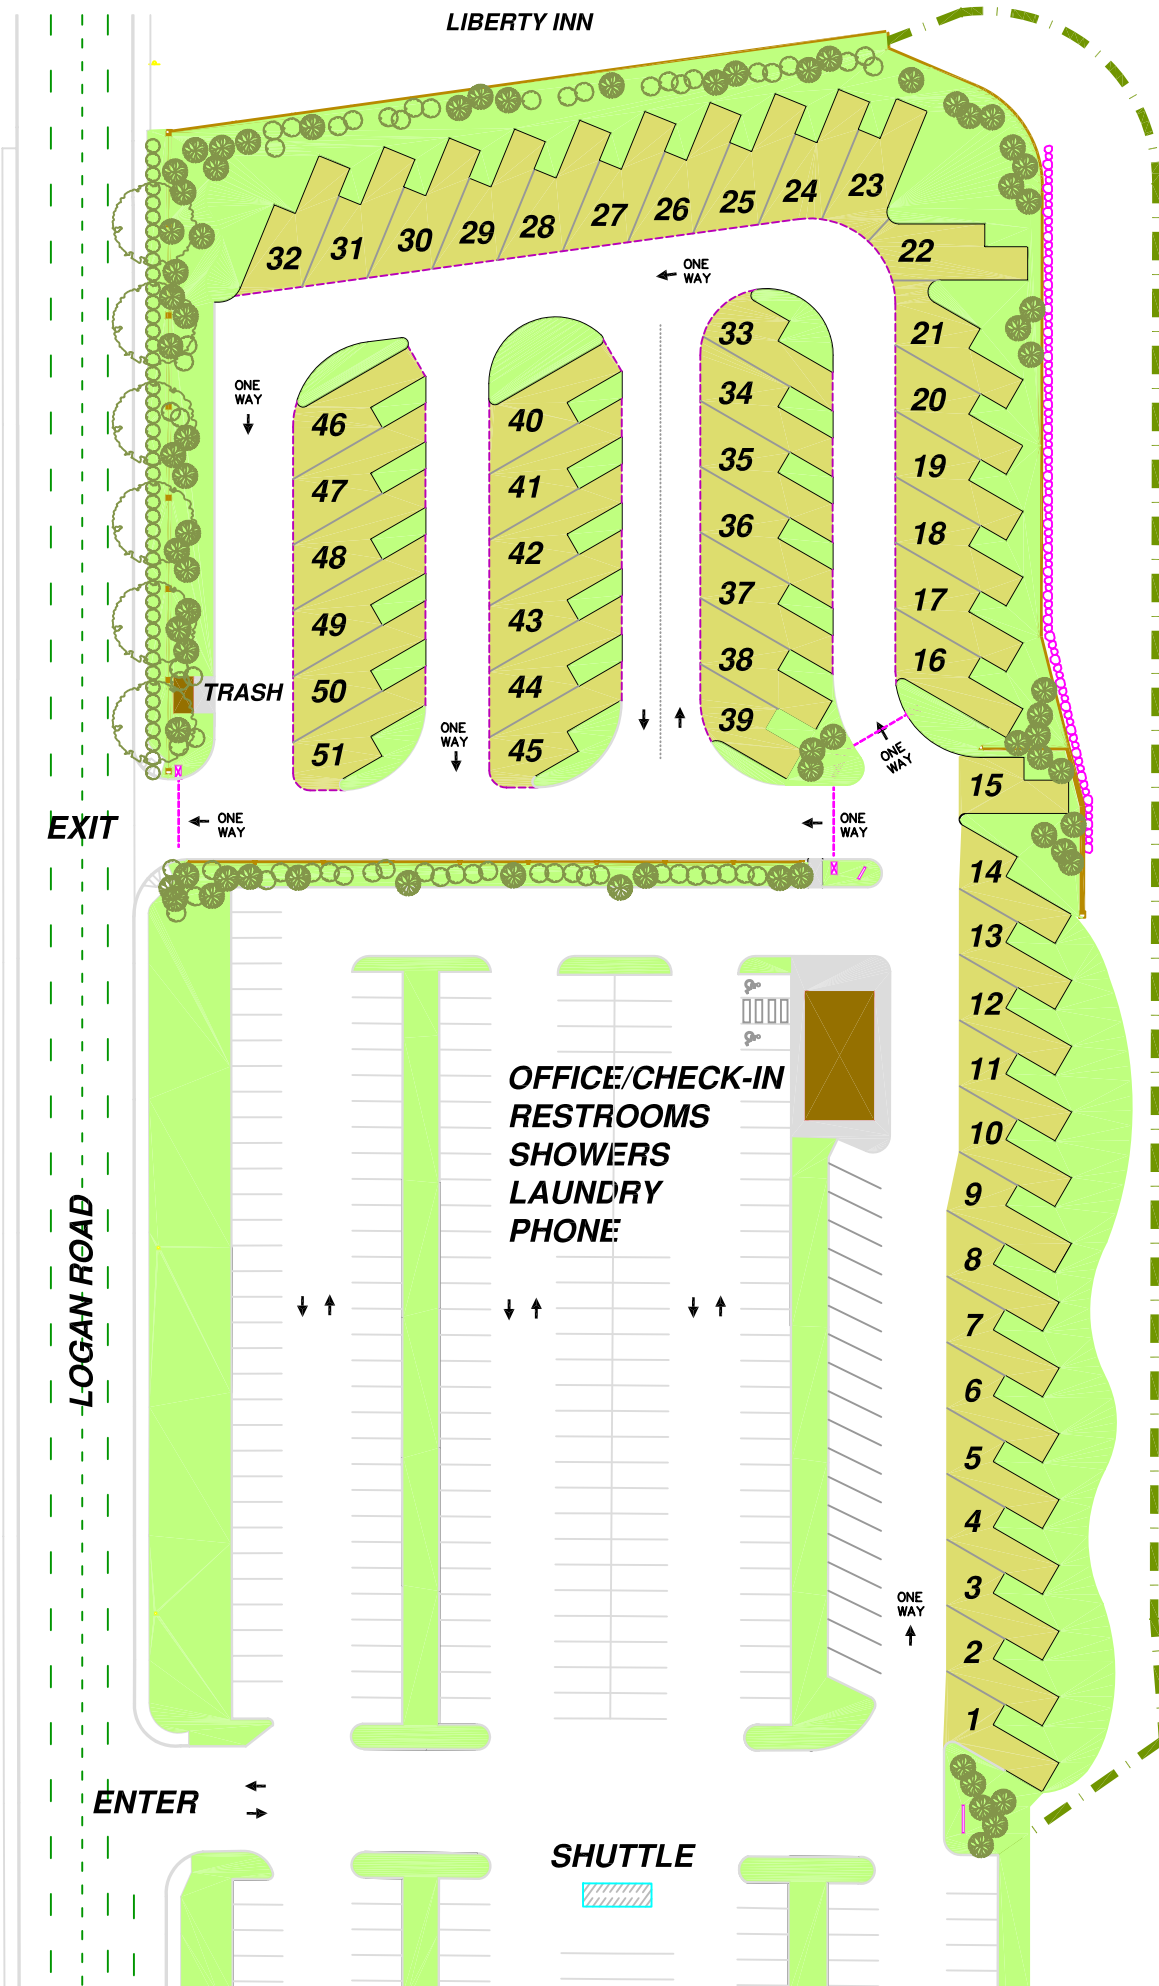 LIBERTY INN
32
31
30
29
28
27
26
25
24
23
22
ONE
WAY
21
20
19
18
17
16
33
34
35
36
37
38
39
40
41
42
43
44
45
46
47
48
49
50
51
ONE
WAY
TRASH
ONE
WAY
ONE
WAY
EXIT
ONE
WAY
ONE
WAY
15
14
13
12
11
10
9
8
7
6
5
4
3
2
1
OFFICE/CHECK-IN
RESTROOMS
SHOWERS
LAUNDRY
PHONE
LOGAN ROAD
ONE
WAY
ENTER
SHUTTLE